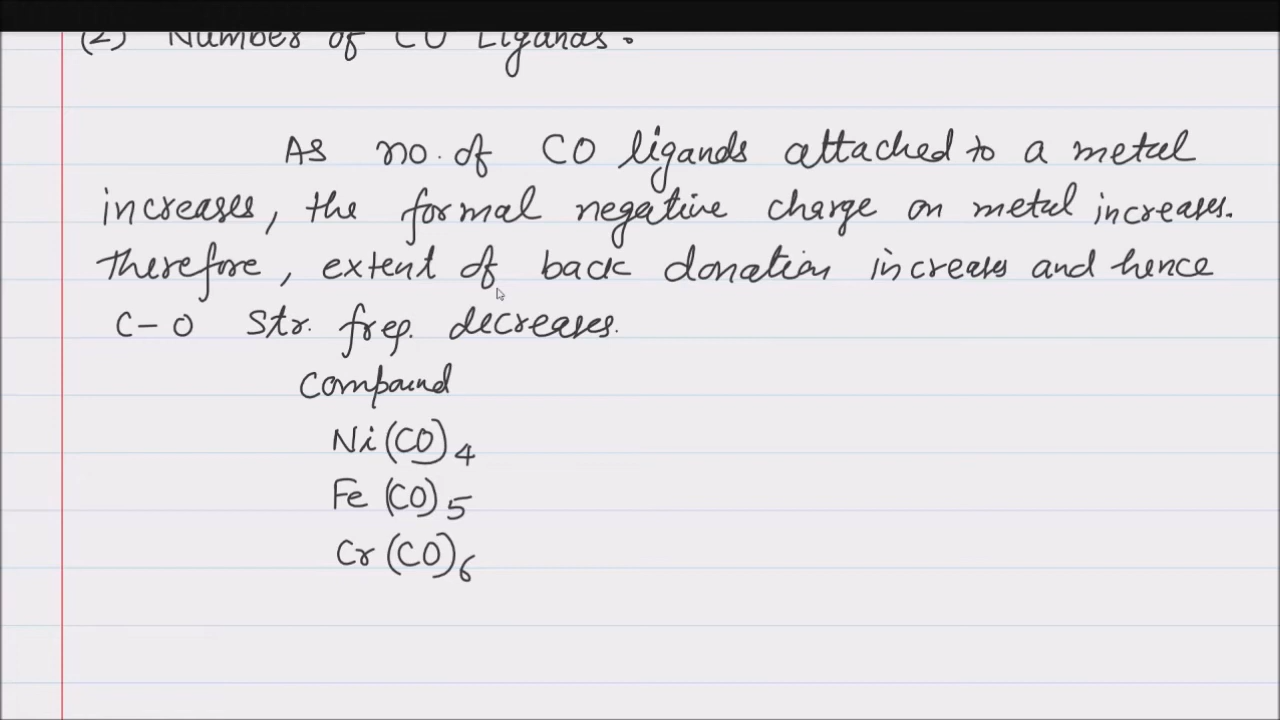 (2) Number of CO Ligands.
As no. of CO ligands attached to a metal
increases, the formal negative charge on metal increases.
Therefore, extent of back donation increases and hence
C-O Str. freq. decreases.
Compound
Ni(CO)4
Fe(CO)5
Cr(CO)6